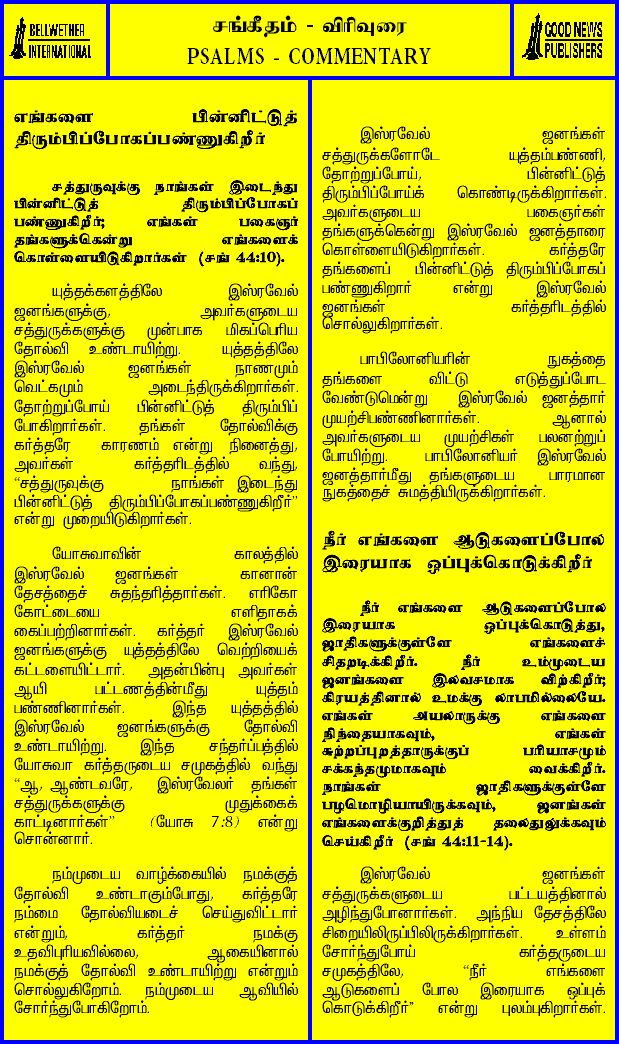 BELLWETHER
INTERNATIONAL
சங்கீதம் - விரிவுரை
PSALMS - COMMENTARY
GOOD NEWS
PUBLISHERS
எங்களை பின்னிட்டுத்
திரும்பிப்போகப்பண்ணுகிறீர்
சத்துருவுக்கு நாங்கள் இடைந்து
பின்னிட்டுத் திரும்பிப்போகப்
பண்ணுகிறீர்; எங்கள் பகைஞர்
தங்களுக்கென்று எங்களைக்
கொள்ளையிடுகிறார்கள் (சங் 44:10).
யுத்தக்களத்திலே இஸ்ரவேல்
ஜனங்களுக்கு, அவர்களுடைய
சத்துருக்களுக்கு முன்பாக மிகப்பெரிய
தோல்வி உண்டாயிற்று. யுத்தத்திலே
இஸ்ரவேல் ஜனங்கள் நாணமும்
வெட்கமும் அடைந்திருக்கிறார்கள்.
தோற்றுப்போய் பின்னிட்டுத் திரும்பிப்
போகிறார்கள். தங்கள் தோல்விக்கு
கர்த்தரே காரணம் என்று நினைத்து,
அவர்கள் கர்த்தரிடத்தில் வந்து,
“சத்துருவுக்கு நாங்கள் இடைந்து
பின்னிட்டுத் திரும்பிப்போகப்பண்ணுகிறீர்”
என்று முறையிடுகிறார்கள்.
யோசுவாவின் காலத்தில்
இஸ்ரவேல் ஜனங்கள் கானான்
தேசத்தைச் சுதந்தரித்தார்கள். எரிகோ
கோட்டையை எளிதாகக்
கைப்பற்றினார்கள். கர்த்தர் இஸ்ரவேல்
ஜனங்களுக்கு யுத்தத்திலே வெற்றியைக்
கட்டளையிட்டார். அதன்பின்பு அவர்கள்
ஆயி பட்டணத்தின்மீது யுத்தம்
பண்ணினார்கள். இந்த யுத்தத்தில்
இஸ்ரவேல் ஜனங்களுக்கு தோல்வி
உண்டாயிற்று. இந்த சந்தர்ப்பத்தில்
யோசுவா கர்த்தருடைய சமுகத்தில் வந்து
“ஆ, ஆண்டவரே, இஸ்ரவேலர் தங்கள்
சத்துருக்களுக்கு முதுக்கைக்
காட்டினார்கள்” (யோசு 7:8) என்று
சொன்னார்.
நம்முடைய வாழ்க்கையில் நமக்குத்
தோல்வி உண்டாகும்போது, கர்த்தரே
நம்மை தோல்வியடைச் செய்துவிட்டார்
என்றும், கர்த்தர் நமக்கு
உதவிபுரியவில்லை, ஆகையினால்
நமக்குத் தோல்வி உண்டாயிற்று என்றும்
சொல்லுகிறோம். நம்முடைய ஆவியில்
சோர்ந்துபோகிறோம்.
இஸ்ரவேல் ஜனங்கள்
சத்துருக்களோடே யுத்தம்பண்ணி,
தோற்றுப்போய், பின்னிட்டுத்
திரும்பிப்போய்க் கொண்டிருக்கிறார்கள்.
அவர்களுடைய பகைஞர்கள்
தங்களுக்கென்று இஸ்ரவேல் ஜனத்தாரை
கொள்ளையிடுகிறார்கள். கர்த்தரே
தங்களைப் பின்னிட்டுத் திரும்பிப்போகப்
பண்ணுகிறார் என்று இஸ்ரவேல்
ஜனங்கள் கர்த்தரிடத்தில்
சொல்லுகிறார்கள்.
பாபிலோனியரின் நுகத்தை
தங்களை விட்டு எடுத்துப்போட
வேண்டுமென்று இஸ்ரவேல் ஜனத்தார்
முயற்சிபண்ணினார்கள். ஆனால்
அவர்களுடைய முயற்சிகள் பலனற்றுப்
போயிற்று. பாபிலோனியர் இஸ்ரவேல்
ஜனத்தார்மீது தங்களுடைய பாரமான
நுகத்தைச் சுமத்தியிருக்கிறார்கள்.
நீர் எங்களை ஆடுகளைப்போல
இரையாக ஒப்புக்கொடுக்கிறீர்
நீர் எங்களை ஆடுகளைப்போல
இரையாக ஒப்புக்கொடுத்து,
ஜாதிகளுக்குள்ளே எங்களைச்
சிதறடிக்கிறீர். நீர் உம்முடைய
ஜனங்களை இலவசமாக விற்கிறீர்;
கிரயத்தினால் உமக்கு லாபமில்லையே.
எங்கள் அயலாருக்கு எங்களை
நிந்தையாகவும், எங்கள்
சுற்றப்புறத்தாருக்குப் பரியாசமும்
சக்கந்தமுமாகவும் வைக்கிறீர்.
நாங்கள் ஜாதிகளுக்குள்ளே
பழமொழியாயிருக்கவும், ஜனங்கள்
எங்களைக்குறித்துத் தலைதுலுக்கவும்
செய்கிறீர் (சங் 44:11-14).
இஸ்ரவேல் ஜனங்கள்
சத்துருக்களுடைய பட்டயத்தினால்
அழிந்துபோனார்கள். அந்நிய தேசத்திலே
சிறையிலிருப்பிலிருக்கிறார்கள். உள்ளம்
சோர்ந்துபோய் கர்த்தருடைய
சமுகத்திலே, “நீர் எங்களை
ஆடுகளைப் போல இரையாக ஒப்புக்
கொடுக்கிறீர்” என்று புலம்புகிறார்கள்.